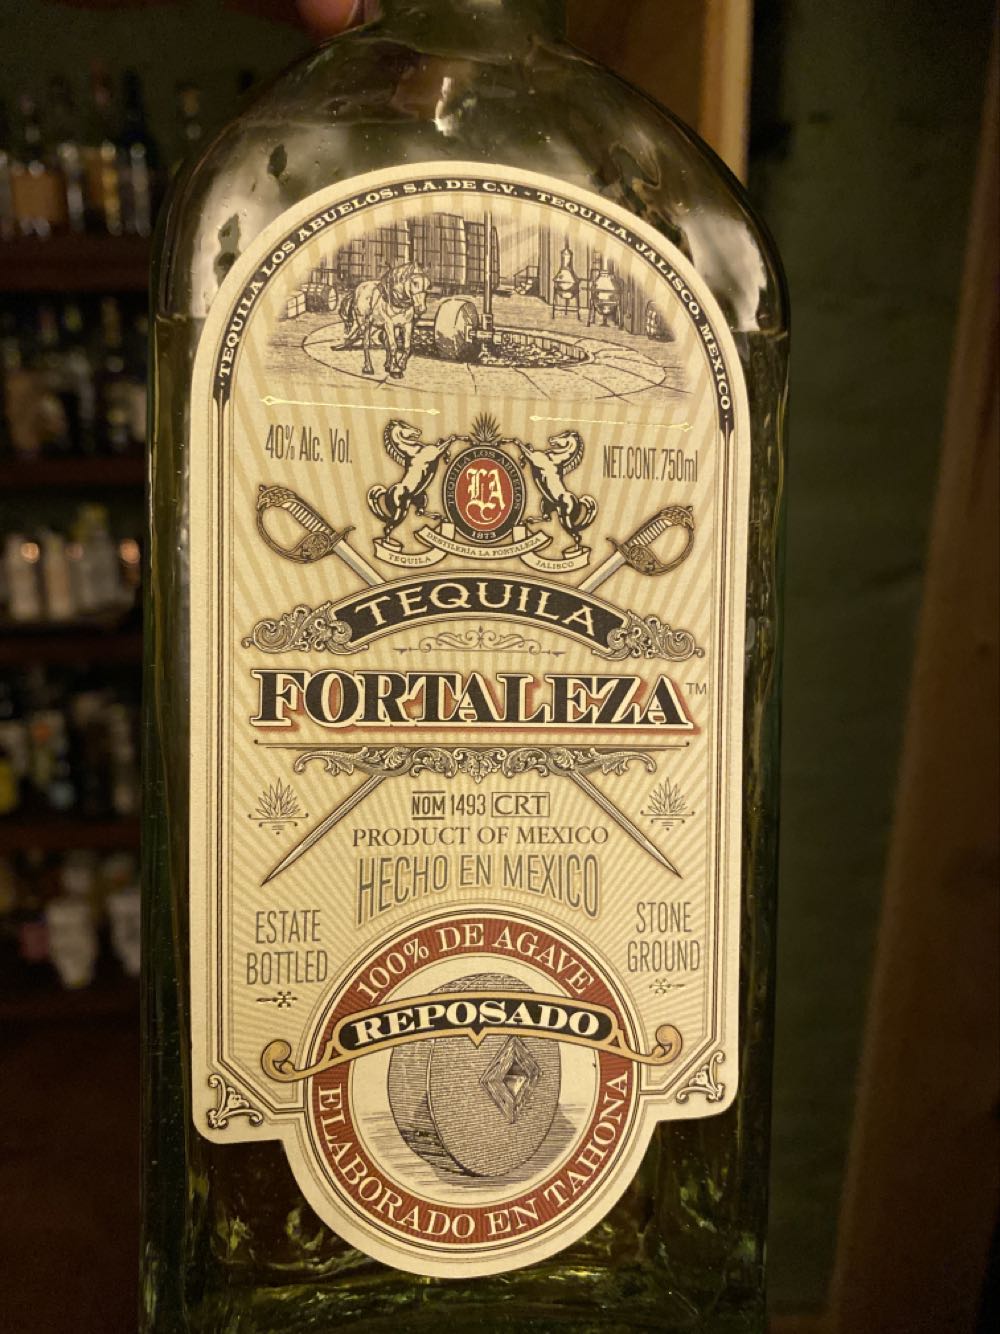 TEQUILA LOS ABUELOS, S.A. DE C.V. - TEQUILA, JALISCO, MEXICO
40% Alc. Vol.
NET.CONT.750ml
TEQUILA LOS ABUELOS
LA
1873
DESTILERÍA LA FORTALEZA
TEQUILA
JALISCO
TEQUILA
FORTALEZA™
NOM 1493 CRT
PRODUCT OF MEXICO
HECHO EN MEXICO
ESTATE
BOTTLED
STONE
GROUND
100% DE AGAVE
REPOSADO
ELABORADO EN TAHONA